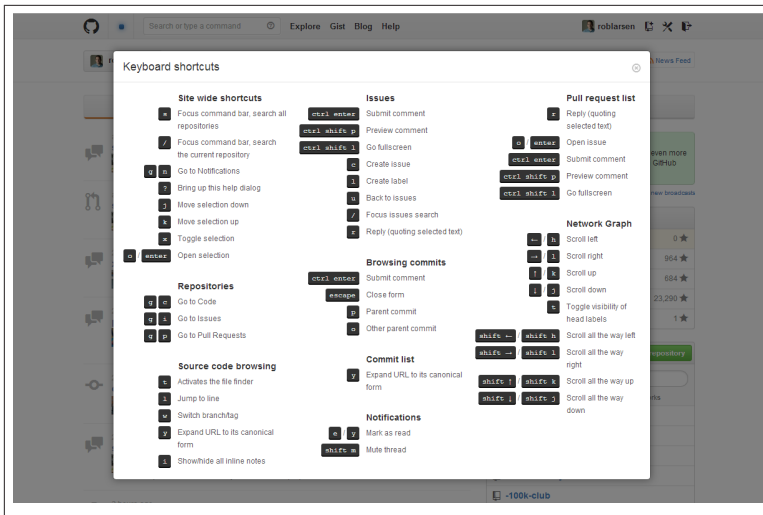 Search or type a command
Explore Gist Blog Help
roblarsen
News Feed
Keyboard shortcuts
Site wide shortcuts
s Focus command bar, search all
repositories
/ Focus command bar, search
the current repository
g n Go to Notifications
? Bring up this help dialog
j Move selection down
k Move selection up
x Toggle selection
o / enter Open selection
Repositories
g c Go to Code
g i Go to Issues
g p Go to Pull Requests
Source code browsing
t Activates the file finder
l Jump to line
w Switch branch/tag
y Expand URL to its canonical
form
i Show/hide all inline notes
Issues
ctrl enter Submit comment
ctrl shift p Preview comment
ctrl shift l Go fullscreen
c Create issue
l Create label
u Back to issues
/ Focus issues search
r Reply (quoting selected text)
Browsing commits
ctrl enter Submit comment
escape Close form
p Parent commit
o Other parent commit
Commit list
y Expand URL to its canonical
form
Notifications
e / y Mark as read
shift m Mute thread
Pull request list
r Reply (quoting
selected text)
o / enter Open issue
ctrl enter Submit comment
ctrl shift p Preview comment
ctrl shift l Go fullscreen
Network Graph
← / h Scroll left
→ / l Scroll right
↑ / k Scroll up
↓ / j Scroll down
t Toggle visibility of
head labels
shift ← / shift h Scroll all the way left
shift → / shift l Scroll all the way
right
shift ↑ / shift k Scroll all the way up
shift ↓ / shift j Scroll all the way
down
even more
GitHub
new broadcasts
0
964
684
23,290
1
repository
-100k-club